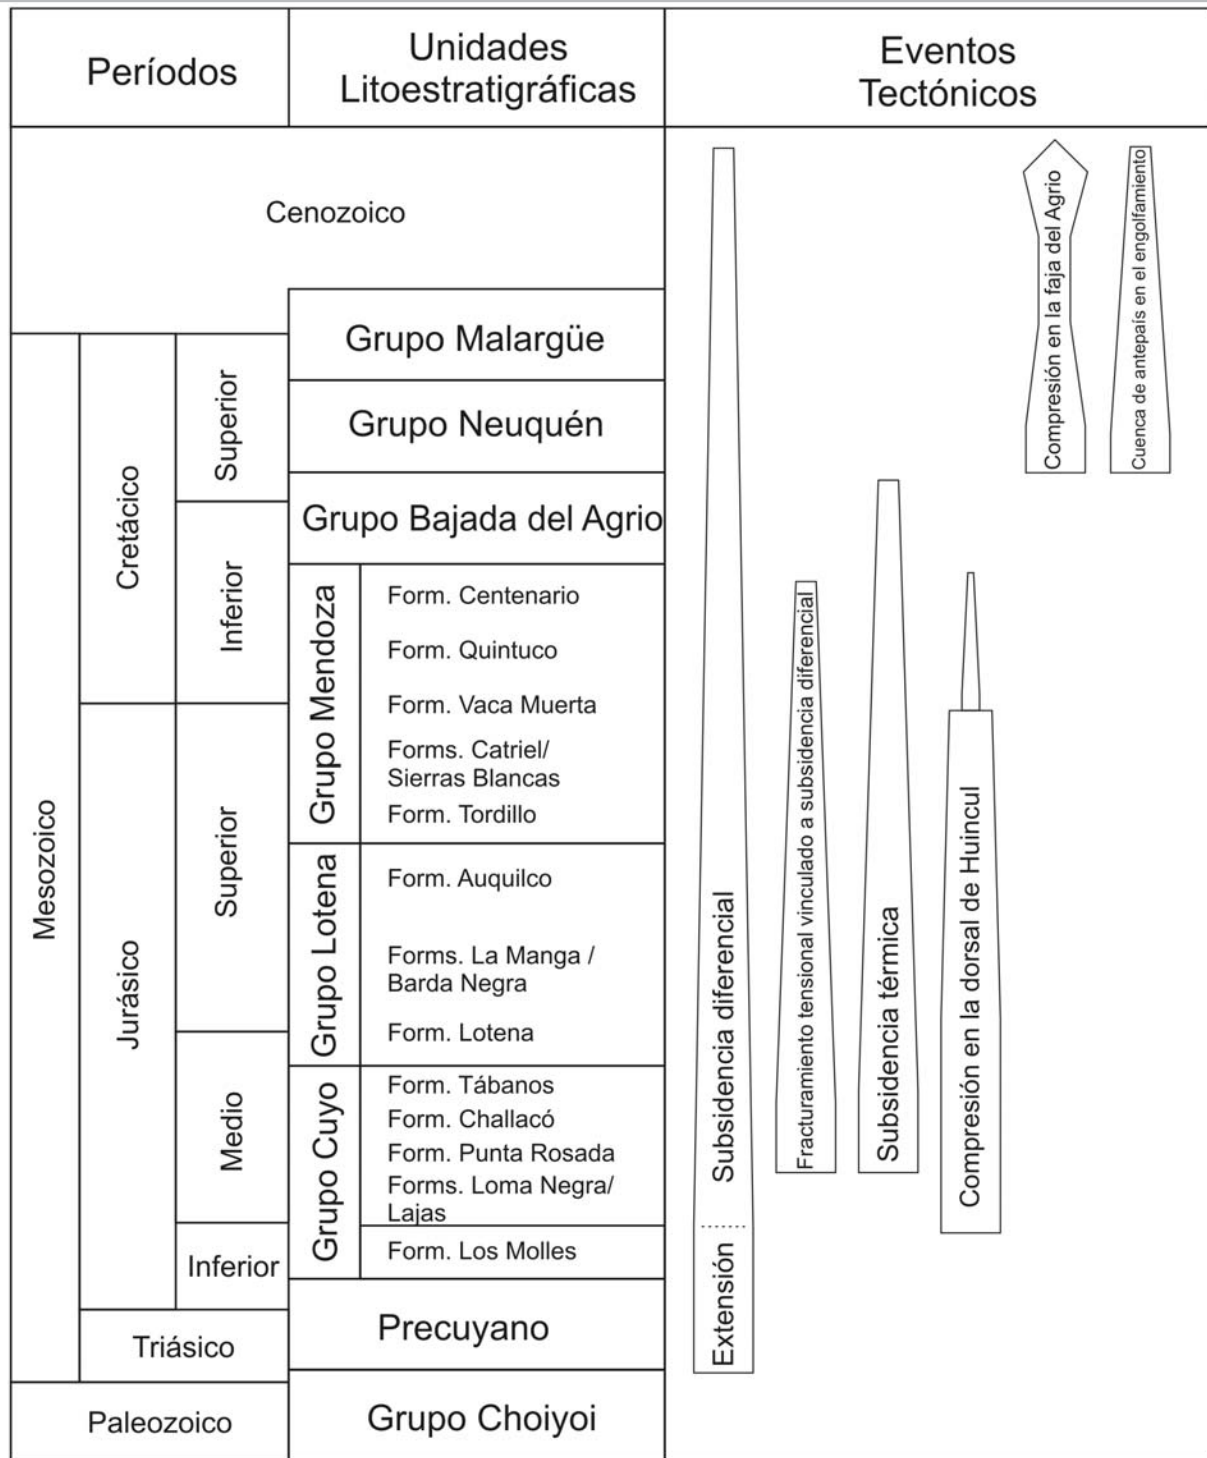 Períodos
Unidades
Litoestratigráficas
Eventos
Tectónicos
Cenozoico
Mesozoico
Cretácico
Superior
Inferior
Jurásico
Superior
Medio
Inferior
Triásico
Paleozoico
Grupo Malargüe
Grupo Neuquén
Grupo Bajada del Agrio
Grupo Mendoza
Form. Centenario
Form. Quintuco
Form. Vaca Muerta
Forms. Catriel/
Sierras Blancas
Form. Tordillo
Grupo Lotena
Form. Auquilco
Forms. La Manga /
Barda Negra
Form. Lotena
Grupo Cuyo
Form. Tábanos
Form. Challacó
Form. Punta Rosada
Forms. Loma Negra/
Lajas
Form. Los Molles
Precuyano
Grupo Choiyoi
Extensión
Subsidencia diferencial
Fracturamiento tensional vinculado a subsidencia diferencial
Subsidencia térmica
Compresión en la dorsal de Huincul
Compresión en la faja del Agrio
Cuenca de antepaís en el engolfamiento